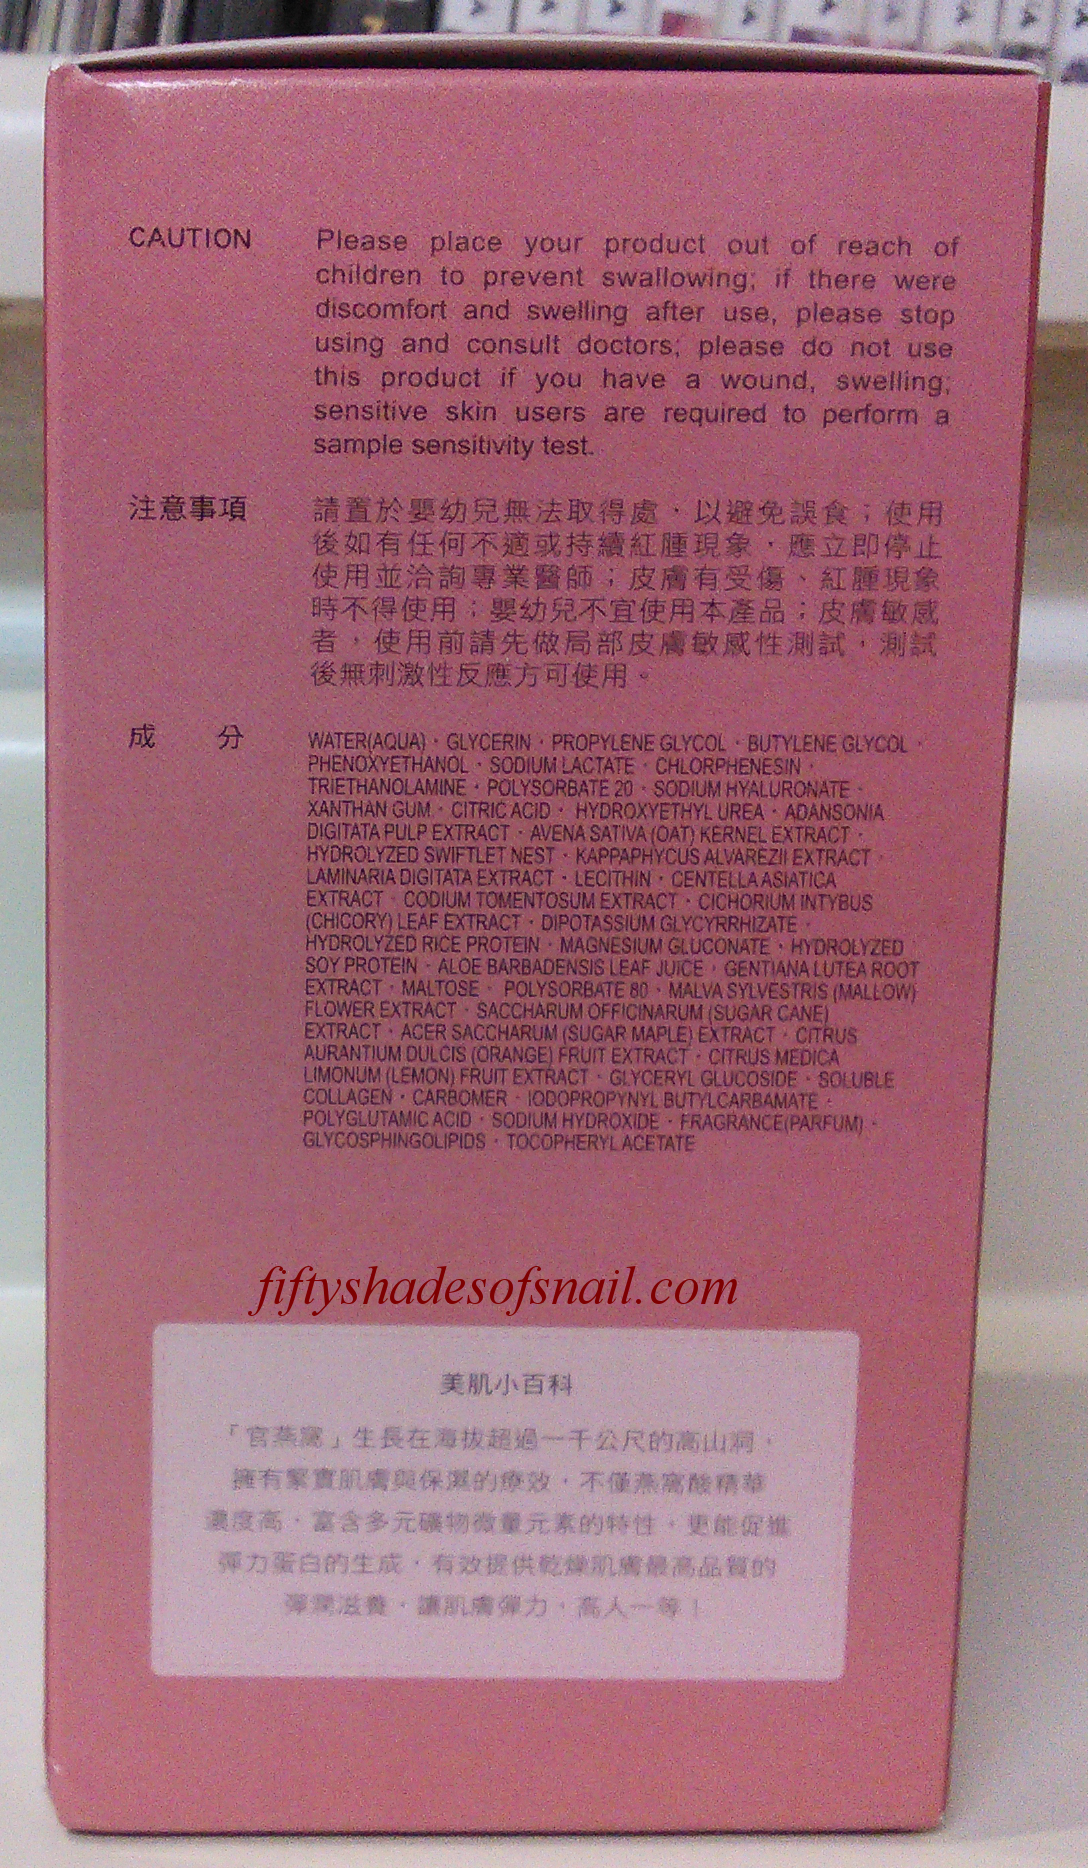 CAUTION
Please place your product out of reach of
children to prevent swallowing; if there were
discomfort and swelling after use, please stop
using and consult doctors; please do not use
this product if you have a wound, swelling;
sensitive skin users are required to perform a
sample sensitivity test.
注意事項
請置於嬰幼兒無法取得處，以避免誤食；使用
後如有任何不適或持續紅腫現象，應立即停止
使用並洽詢專業醫師；皮膚有受傷、紅腫現象
時不得使用；嬰幼兒不宜使用本產品；皮膚敏感
者，使用前請先做局部皮膚敏感性測試，測試
後無刺激性反應方可使用。
成 分
WATER(AQUA)、GLYCERIN、PROPYLENE GLYCOL、BUTYLENE GLYCOL、
PHENOXYETHANOL、SODIUM LACTATE、CHLORPHENESIN、
TRIETHANOLAMINE、POLYSORBATE 20、SODIUM HYALURONATE、
XANTHAN GUM、CITRIC ACID、HYDROXYETHYL UREA、ADANSONIA
DIGITATA PULP EXTRACT、AVENA SATIVA (OAT) KERNEL EXTRACT、
HYDROLYZED SWIFTLET NEST、KAPPAPHYCUS ALVAREZII EXTRACT、
LAMINARIA DIGITATA EXTRACT、LECITHIN、CENTELLA ASIATICA
EXTRACT、CODIUM TOMENTOSUM EXTRACT、CICHORIUM INTYBUS
(CHICORY) LEAF EXTRACT、DIPOTASSIUM GLYCYRRHIZATE、
HYDROLYZED RICE PROTEIN、MAGNESIUM GLUCONATE、HYDROLYZED
SOY PROTEIN、ALOE BARBADENSIS LEAF JUICE、GENTIANA LUTEA ROOT
EXTRACT、MALTOSE、POLYSORBATE 80、MALVA SYLVESTRIS (MALLOW)
FLOWER EXTRACT、SACCHARUM OFFICINARUM (SUGAR CANE)
EXTRACT、ACER SACCHARUM (SUGAR MAPLE) EXTRACT、CITRUS
AURANTIUM DULCIS (ORANGE) FRUIT EXTRACT、CITRUS MEDICA
LIMONUM (LEMON) FRUIT EXTRACT、GLYCERYL GLUCOSIDE、SOLUBLE
COLLAGEN、CARBOMER、IODOPROPYNYL BUTYLCARBAMATE、
POLYGLUTAMIC ACID、SODIUM HYDROXIDE、FRAGRANCE(PARFUM)、
GLYCOSPHINGOLIPIDS、TOCOPHERYL ACETATE
fiftyshadesofsnail.com
美肌小百科
「官燕窩」生長在海拔超過一千公尺的高山洞，
擁有緊實肌膚與保濕的療效，不僅燕窩酸精華
濃度高，富含多元礦物微量元素的特性，更能促進
彈力蛋白的生成，有效提供乾燥肌膚最高品質的
彈潤滋養，讓肌膚彈力，高人一等！